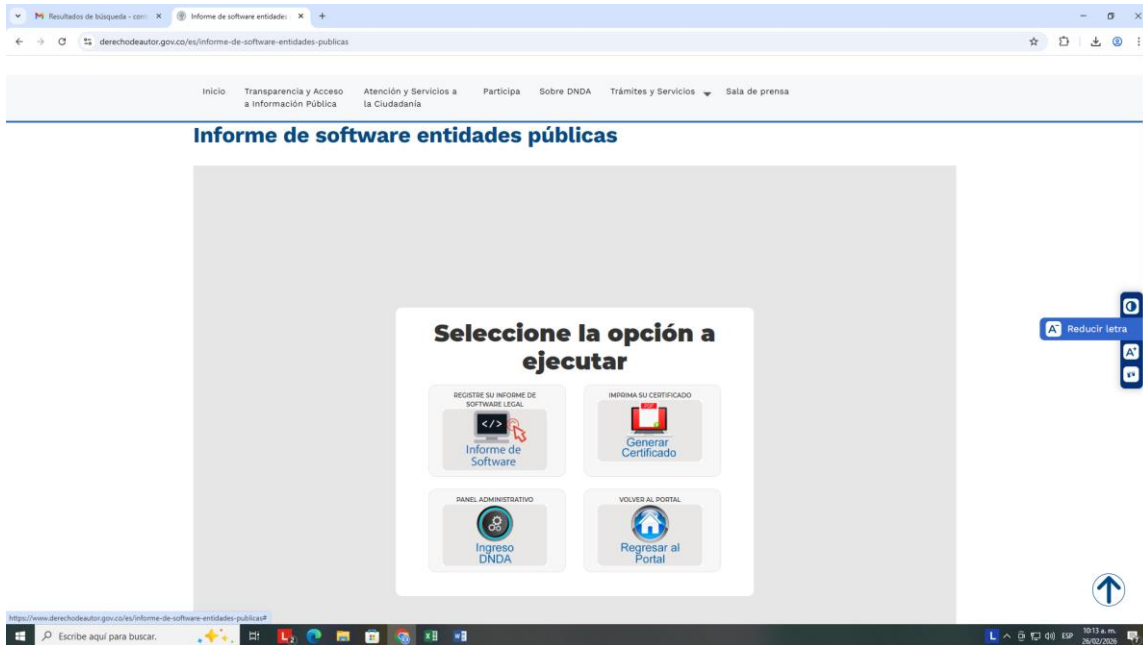 Resultados de búsqueda - com
Informe de software entidades
derechodeautor.gov.co/es/informe-de-software-entidades-publicas
Inicio
Transparencia y Acceso
a Información Pública
Atención y Servicios a
la Ciudadanía
Participa
Sobre DNDA
Trámites y Servicios
Sala de prensa
Informe de software entidades públicas
Seleccione la opción a
ejecutar
REGISTRE SU INFORME DE
SOFTWARE LEGAL
</>
Informe de
Software
IMPRIMA SU CERTIFICADO
PDF
Generar
Certificado
PANEL ADMINISTRATIVO
Ingreso
DNDA
VOLVER AL PORTAL
Regresar al
Portal
A- Reducir letra
A+
https://www.derechodeautor.gov.co/es/informe-de-software-entidades-publicas#
Escribe aquí para buscar.
L
ESP
10:13 a. m.
26/02/2026